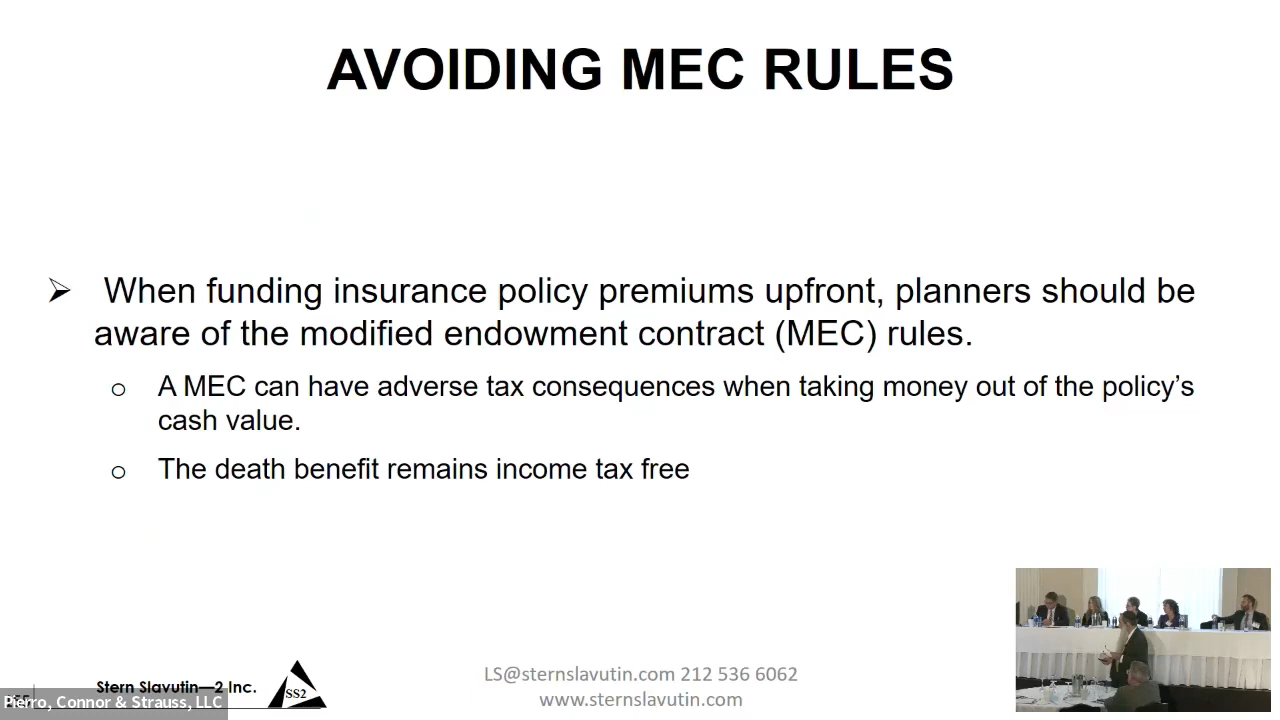 AVOIDING MEC RULES
➢ When funding insurance policy premiums upfront, planners should be
aware of the modified endowment contract (MEC) rules.
o A MEC can have adverse tax consequences when taking money out of the policy’s
cash value.
o The death benefit remains income tax free
Stern Slavutin—2 Inc.
SS2
Pierro, Connor & Strauss, LLC
LS@sternslavutin.com 212 536 6062
www.sternslavutin.com